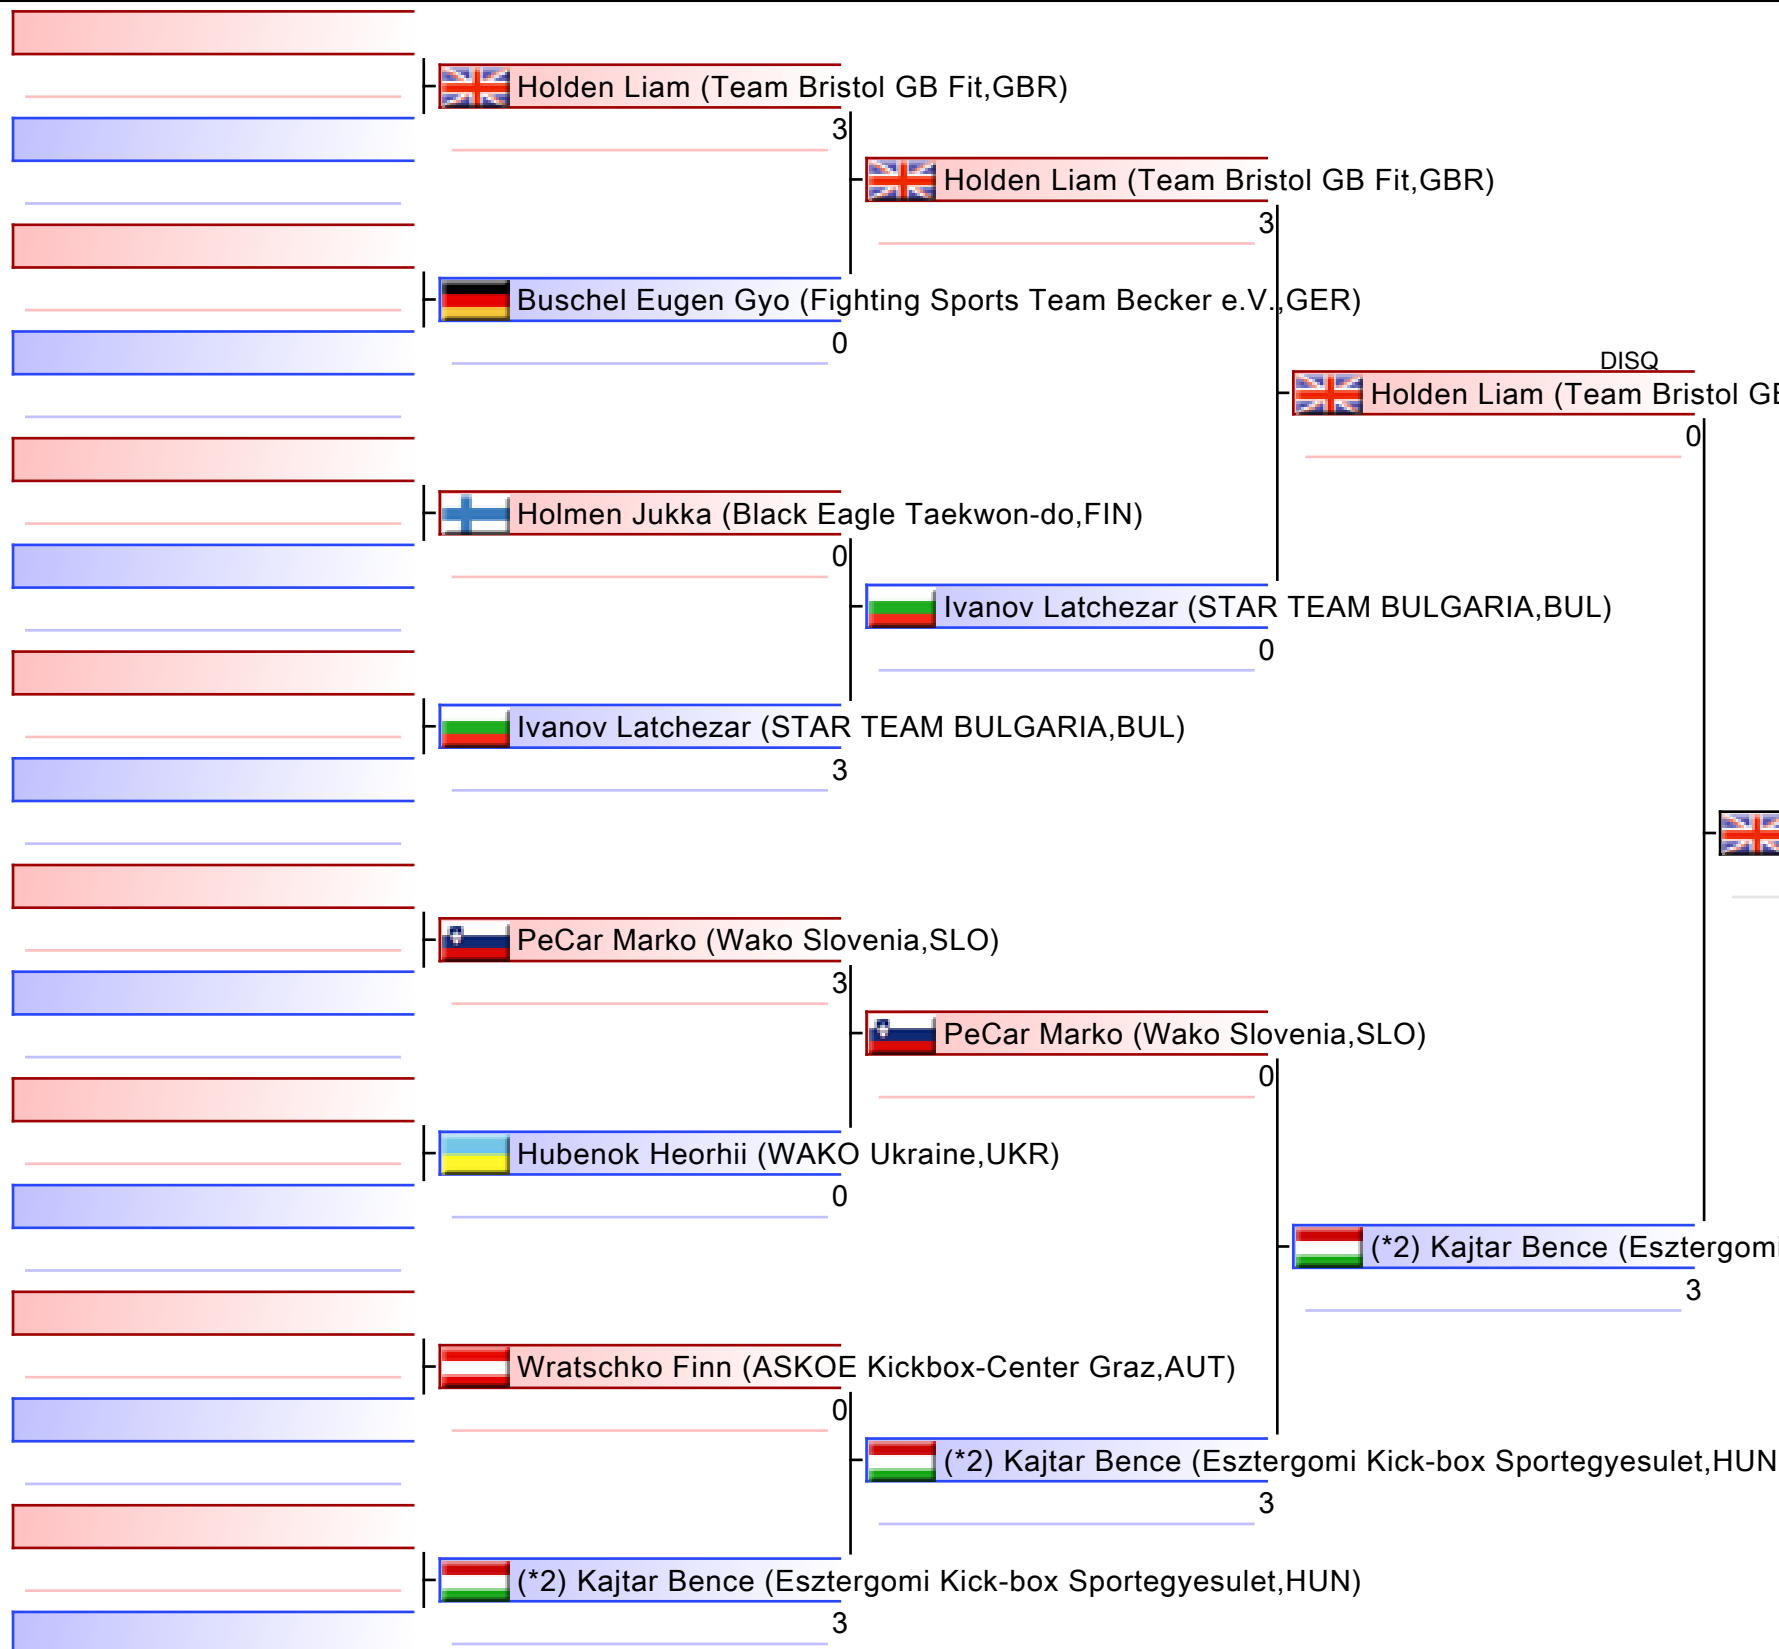 Holden Liam (Team Bristol GB Fit,GBR)
3
Holden Liam (Team Bristol GB Fit,GBR)
3
Buschel Eugen Gyo (Fighting Sports Team Becker e.V.,GER)
0
DISQ
Holden Liam (Team Bristol GB
0
Holmen Jukka (Black Eagle Taekwon-do,FIN)
0
Ivanov Latchezar (STAR TEAM BULGARIA,BUL)
0
Ivanov Latchezar (STAR TEAM BULGARIA,BUL)
3
PeCar Marko (Wako Slovenia,SLO)
3
PeCar Marko (Wako Slovenia,SLO)
0
Hubenok Heorhii (WAKO Ukraine,UKR)
0
(*2) Kajtar Bence (Esztergomi
3
Wratschko Finn (ASKOE Kickbox-Center Graz,AUT)
0
(*2) Kajtar Bence (Esztergomi Kick-box Sportegyesulet,HUN
3
(*2) Kajtar Bence (Esztergomi Kick-box Sportegyesulet,HUN)
3